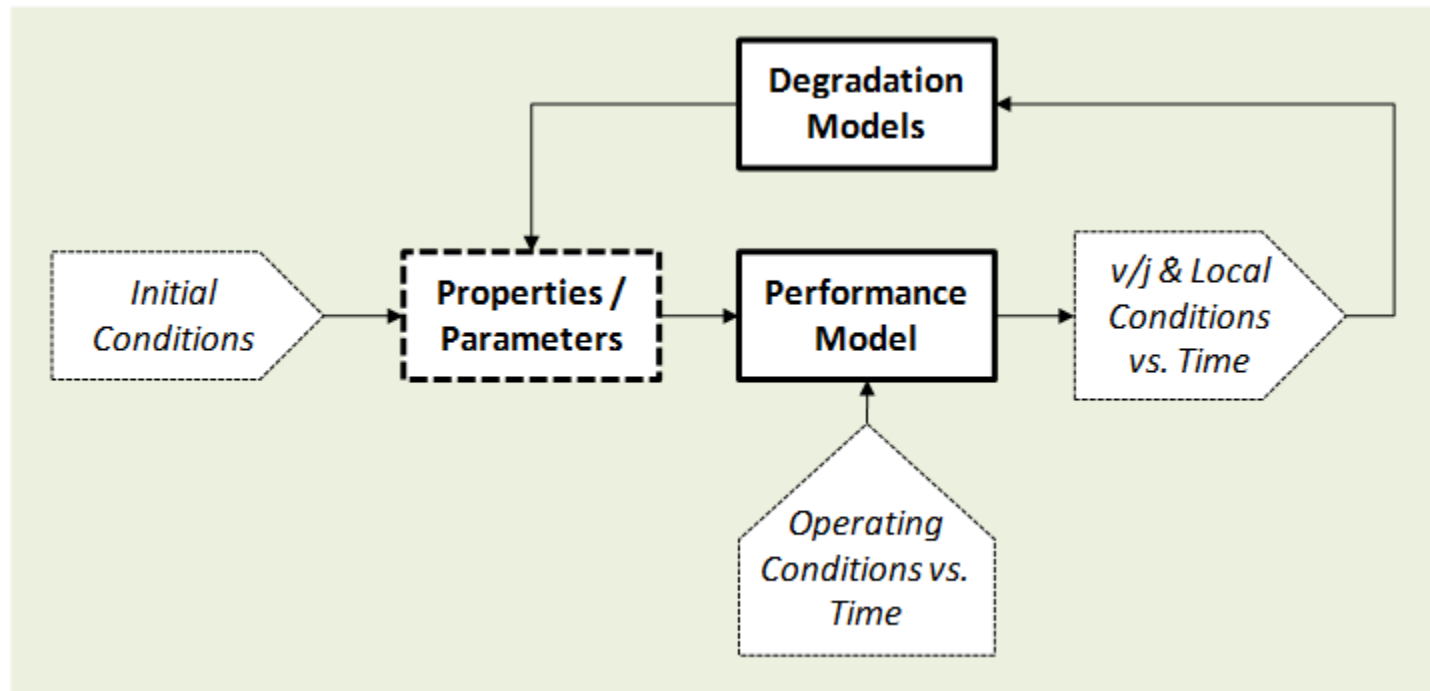 Degradation
Models
Initial
Conditions
Properties /
Parameters
Performance
Model
v/j & Local
Conditions
vs. Time
Operating
Conditions vs.
Time